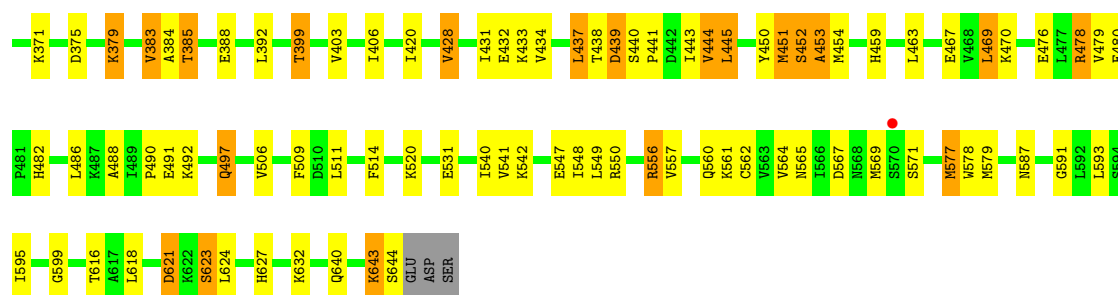 K371 D375 K379 V383 A384 T385 E388 L392 T399 V403 I406 I420 V428 I431 E432 K433 V434 L437 T438 D439 S440 P441 D442 I443 V444 L445 Y450 M451 S452 A453 M454 H459 L463 E467 V468 L469 K470 E476 L477 R478 V479 E480
P481 H482 L486 K487 A488 I489 P490 E491 K492 Q497 V506 F509 D510 L511 F514 K520 E531 I540 V541 K542 E547 I548 L549 R550 R556 V557 Q560 K561 C562 V563 V564 N565 I566 D567 N568 M569 S570 S571 M577 W578 M579 N587 G591 L592 L593 S594
I595 G599 T616 A617 L618 D621 K622 S623 L624 H627 K632 Q640 K643 S644 GLU ASP SER